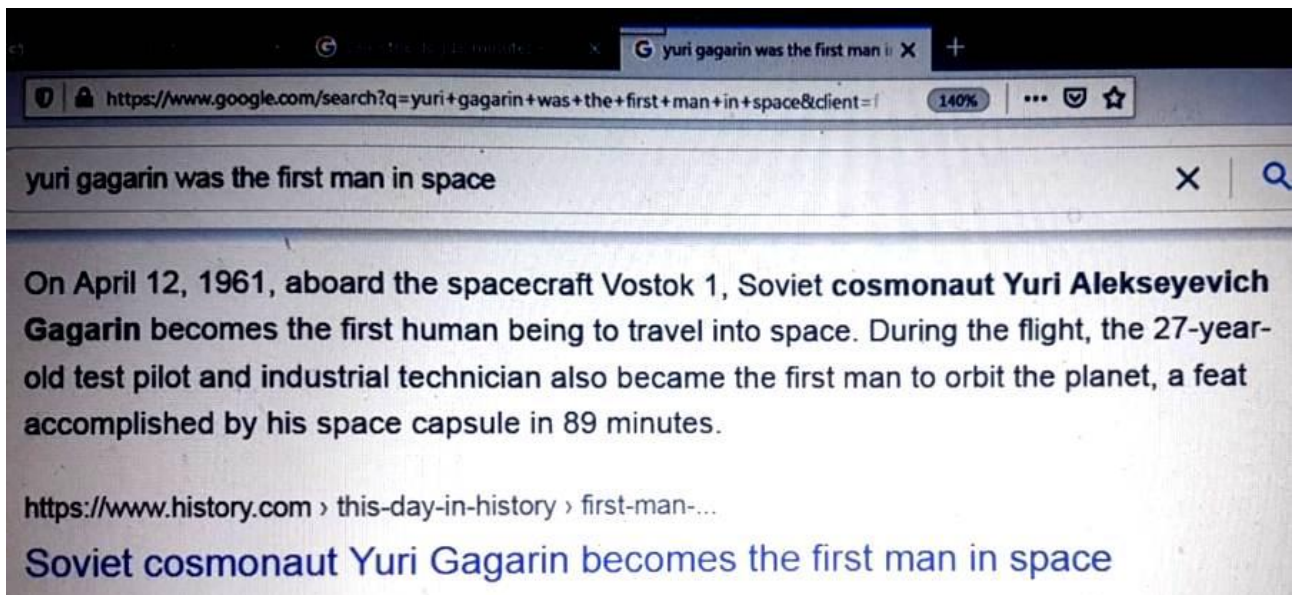 yuri gagarin was the first man i
https://www.google.com/search?q=yuri+gagarin+was+the+first+man+in+space&client=f
140%
yuri gagarin was the first man in space
On April 12, 1961, aboard the spacecraft Vostok 1, Soviet cosmonaut Yuri Alekseyevich
Gagarin becomes the first human being to travel into space. During the flight, the 27-year-
old test pilot and industrial technician also became the first man to orbit the planet, a feat
accomplished by his space capsule in 89 minutes.
https://www.history.com › this-day-in-history › first-man-...
Soviet cosmonaut Yuri Gagarin becomes the first man in space